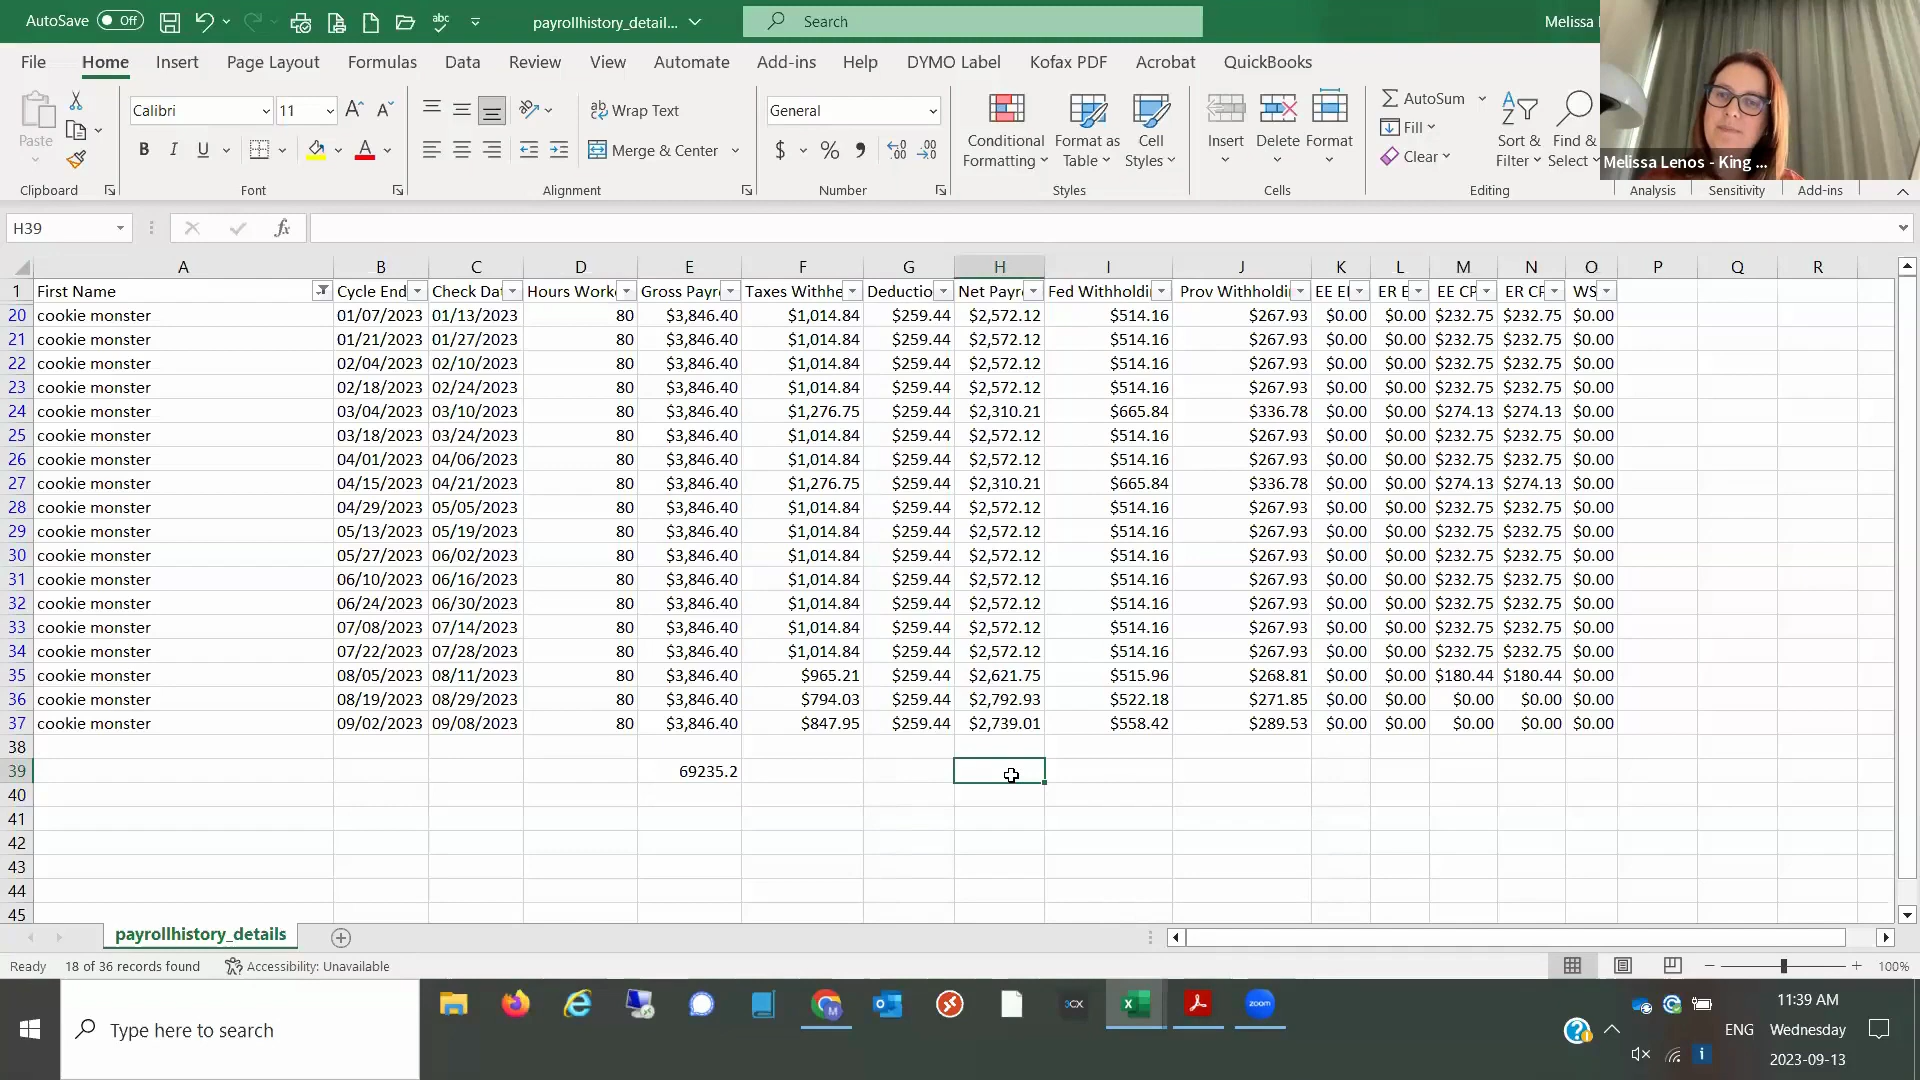 AutoSave Off payrollhistory_detail... Search Melissa
File Home Insert Page Layout Formulas Data Review View Automate Add-ins Help DYMO Label Kofax PDF Acrobat QuickBooks
Paste Calibri 11 Wrap Text General Conditional Formatting Format as Table Cell Styles Insert Delete Format AutoSum Sort & Filter Find & Select
B I U Merge & Center $ % Fill Clear
Melissa Lenos - King ...
Clipboard Font Alignment Number Styles Cells Editing Analysis Sensitivity Add-ins
H39 fx
A B C D E F G H I J K L M N O P Q R
1 First Name Cycle End Check Dat Hours Work Gross Payr Taxes Withhe Deductio Net Payr Fed Withholdi Prov Withholdi EE EI ER E EE CP ER CP WS
20 cookie monster 01/07/2023 01/13/2023 80 $3,846.40 $1,014.84 $259.44 $2,572.12 $514.16 $267.93 $0.00 $0.00 $232.75 $232.75 $0.00
21 cookie monster 01/21/2023 01/27/2023 80 $3,846.40 $1,014.84 $259.44 $2,572.12 $514.16 $267.93 $0.00 $0.00 $232.75 $232.75 $0.00
22 cookie monster 02/04/2023 02/10/2023 80 $3,846.40 $1,014.84 $259.44 $2,572.12 $514.16 $267.93 $0.00 $0.00 $232.75 $232.75 $0.00
23 cookie monster 02/18/2023 02/24/2023 80 $3,846.40 $1,014.84 $259.44 $2,572.12 $514.16 $267.93 $0.00 $0.00 $232.75 $232.75 $0.00
24 cookie monster 03/04/2023 03/10/2023 80 $3,846.40 $1,276.75 $259.44 $2,310.21 $665.84 $336.78 $0.00 $0.00 $274.13 $274.13 $0.00
25 cookie monster 03/18/2023 03/24/2023 80 $3,846.40 $1,014.84 $259.44 $2,572.12 $514.16 $267.93 $0.00 $0.00 $232.75 $232.75 $0.00
26 cookie monster 04/01/2023 04/06/2023 80 $3,846.40 $1,014.84 $259.44 $2,572.12 $514.16 $267.93 $0.00 $0.00 $232.75 $232.75 $0.00
27 cookie monster 04/15/2023 04/21/2023 80 $3,846.40 $1,276.75 $259.44 $2,310.21 $665.84 $336.78 $0.00 $0.00 $274.13 $274.13 $0.00
28 cookie monster 04/29/2023 05/05/2023 80 $3,846.40 $1,014.84 $259.44 $2,572.12 $514.16 $267.93 $0.00 $0.00 $232.75 $232.75 $0.00
29 cookie monster 05/13/2023 05/19/2023 80 $3,846.40 $1,014.84 $259.44 $2,572.12 $514.16 $267.93 $0.00 $0.00 $232.75 $232.75 $0.00
30 cookie monster 05/27/2023 06/02/2023 80 $3,846.40 $1,014.84 $259.44 $2,572.12 $514.16 $267.93 $0.00 $0.00 $232.75 $232.75 $0.00
31 cookie monster 06/10/2023 06/16/2023 80 $3,846.40 $1,014.84 $259.44 $2,572.12 $514.16 $267.93 $0.00 $0.00 $232.75 $232.75 $0.00
32 cookie monster 06/24/2023 06/30/2023 80 $3,846.40 $1,014.84 $259.44 $2,572.12 $514.16 $267.93 $0.00 $0.00 $232.75 $232.75 $0.00
33 cookie monster 07/08/2023 07/14/2023 80 $3,846.40 $1,014.84 $259.44 $2,572.12 $514.16 $267.93 $0.00 $0.00 $232.75 $232.75 $0.00
34 cookie monster 07/22/2023 07/28/2023 80 $3,846.40 $1,014.84 $259.44 $2,572.12 $514.16 $267.93 $0.00 $0.00 $232.75 $232.75 $0.00
35 cookie monster 08/05/2023 08/11/2023 80 $3,846.40 $965.21 $259.44 $2,621.75 $515.96 $268.81 $0.00 $0.00 $180.44 $180.44 $0.00
36 cookie monster 08/19/2023 08/29/2023 80 $3,846.40 $794.03 $259.44 $2,792.93 $522.18 $271.85 $0.00 $0.00 $0.00 $0.00 $0.00
37 cookie monster 09/02/2023 09/08/2023 80 $3,846.40 $847.95 $259.44 $2,739.01 $558.42 $289.53 $0.00 $0.00 $0.00 $0.00 $0.00
38
39 69235.2
40
41
42
43
44
45
payrollhistory_details
Ready 18 of 36 records found Accessibility: Unavailable 100%
Type here to search
3CX zoom
11:39 AM
ENG Wednesday
2023-09-13